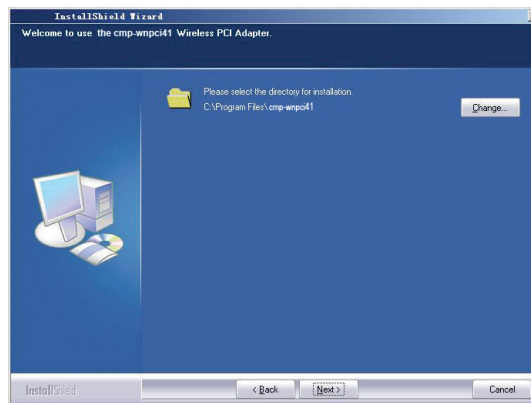 InstallShield Wizard
Welcome to use the cmp-wnpci41 Wireless PCI Adapter.
Please select the directory for installation.
C:\Program Files\cmp-wnpci41
Change...
InstallShield
< Back
Next >
Cancel